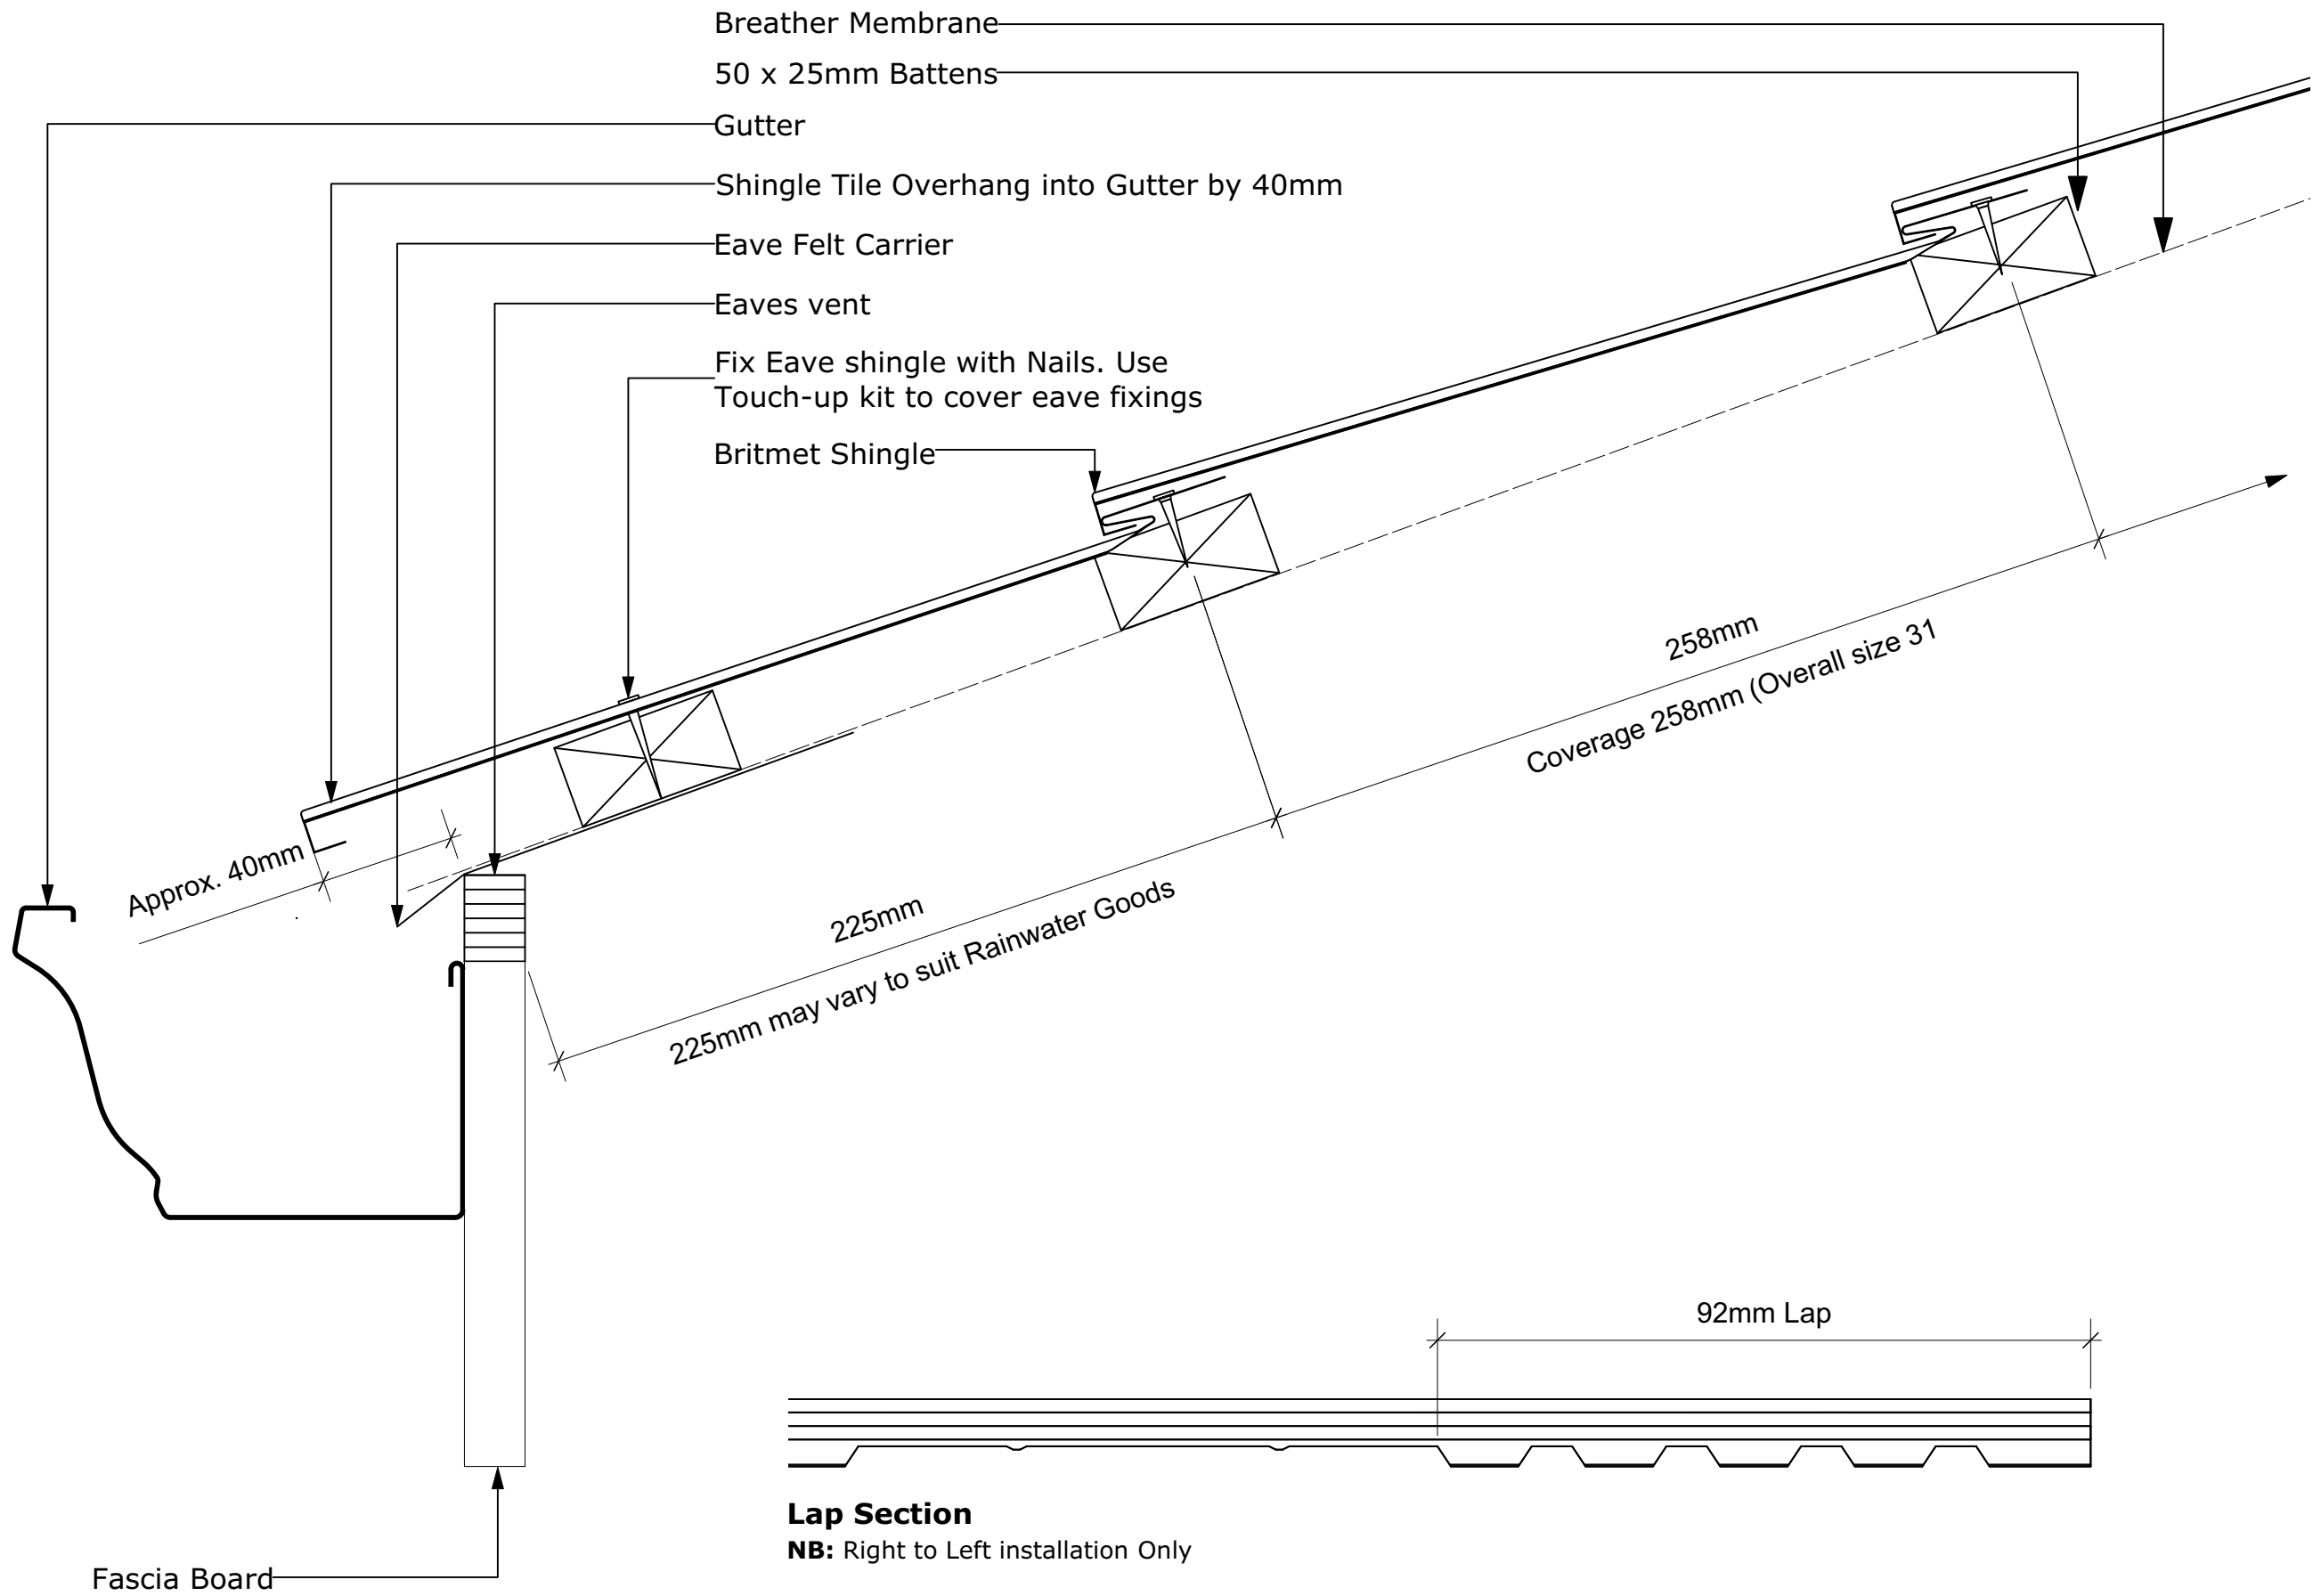 Breather Membrane
50 x 25mm Battens
Gutter
Shingle Tile Overhang into Gutter by 40mm
Eave Felt Carrier
Eaves vent
Fix Eave shingle with Nails. Use
Touch-up kit to cover eave fixings
Britmet Shingle
258mm
Coverage 258mm (Overall size 31
Approx. 40mm
225mm
225mm may vary to suit Rainwater Goods
92mm Lap
Lap Section
NB: Right to Left installation Only
Fascia Board